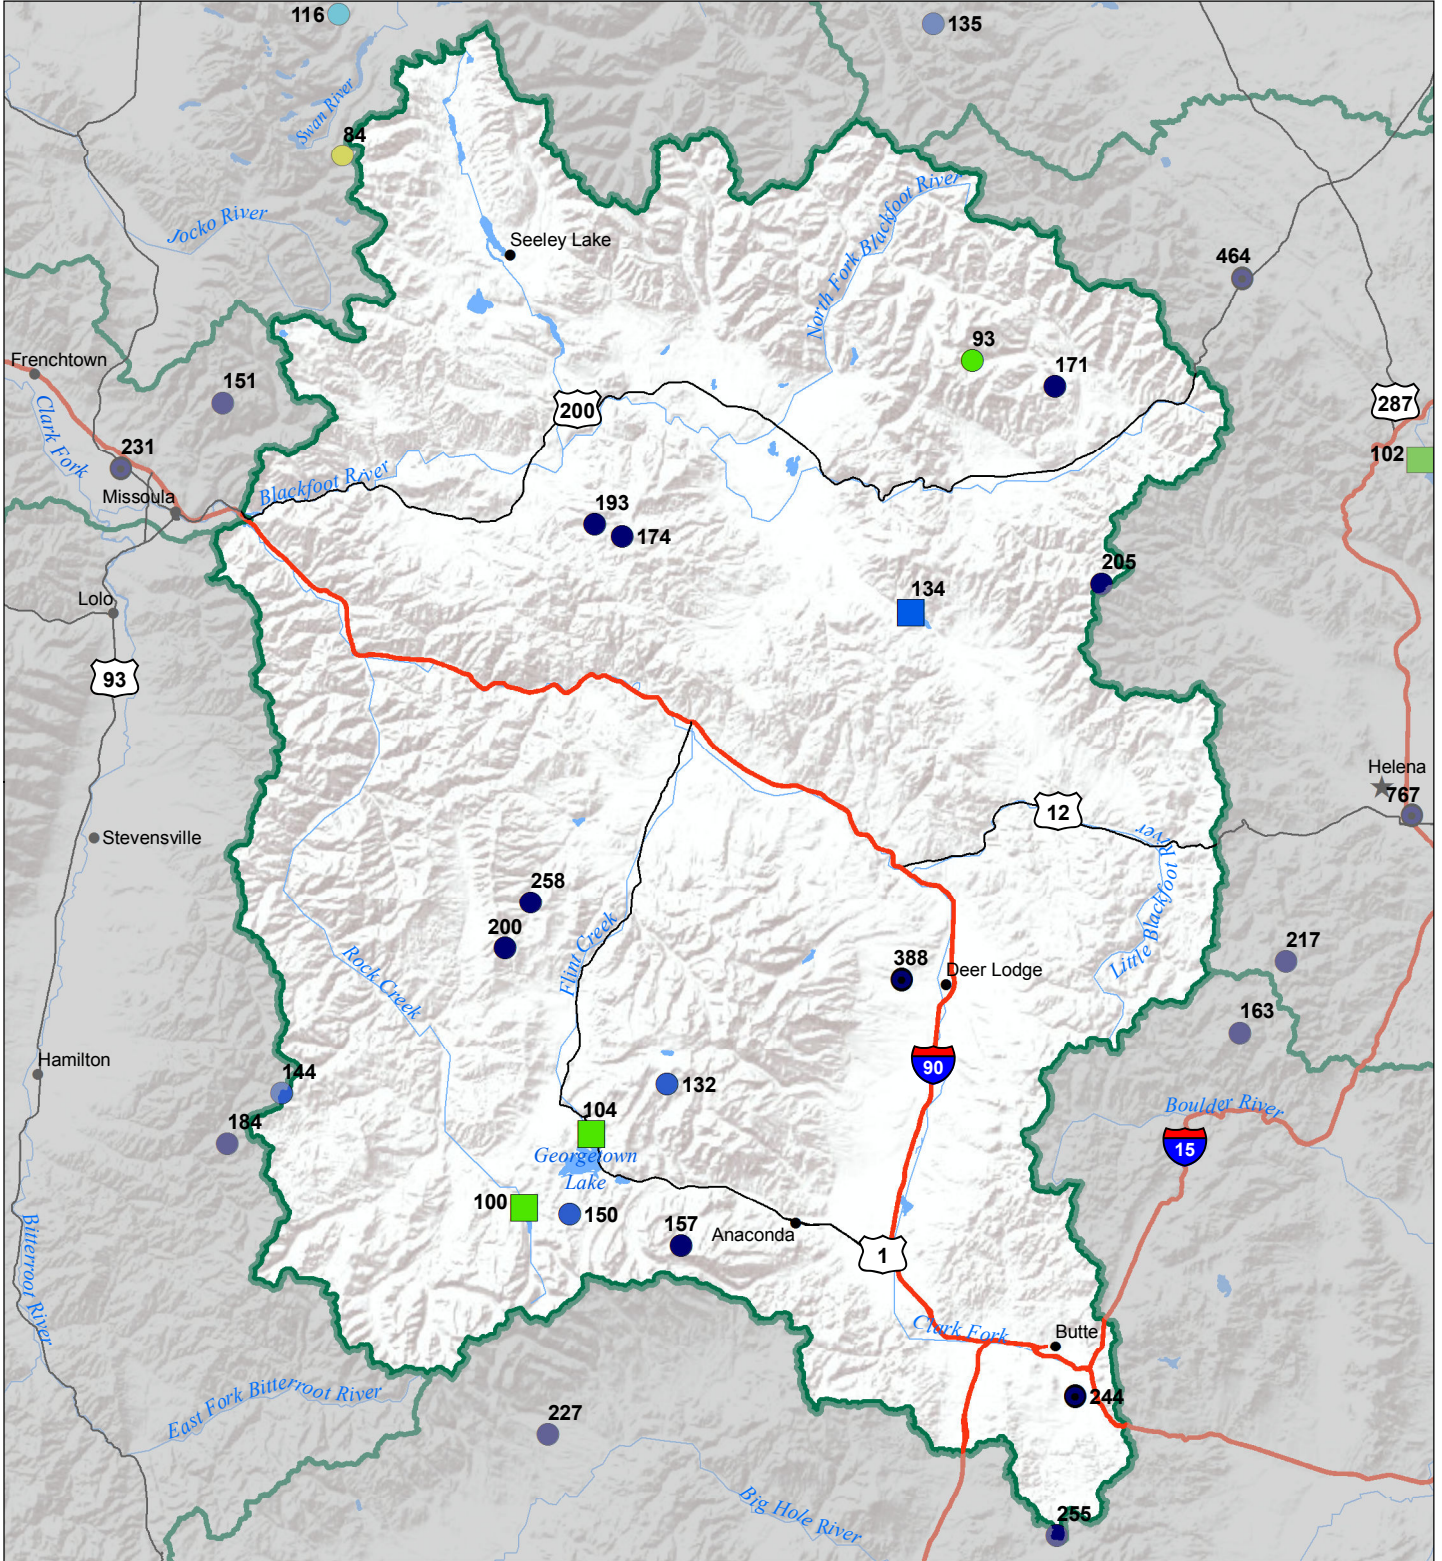 116
135
Swan River
84
Jocko River
North Fork Blackfoot River
Seeley Lake
464
Frenchtown
93
171
151
Clark Fork
200
287
231
102
Blackfoot River
Missoula
193
174
205
134
Lolo
93
Helena
767
12
Stevensville
Little Blackfoot River
258
200
Flint Creek
217
Rock Creek
388
Deer Lodge
163
Hamilton
90
144
132
Boulder River
104
184
15
Georgetown
Lake
100
150
157
Anaconda
Bitterroot River
1
Clark Fork
Butte
East Fork Bitterroot River
244
227
Big Hole River
255